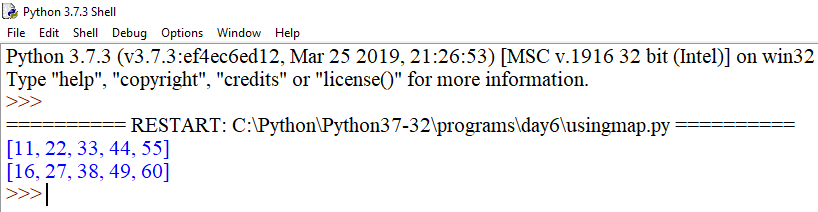 Python 3.7.3 Shell
File Edit Shell Debug Options Window Help
Python 3.7.3 (v3.7.3:ef4ec6ed12, Mar 25 2019, 21:26:53) [MSC v.1916 32 bit (Intel)] on win32
Type "help", "copyright", "credits" or "license()" for more information.
>>>
========== RESTART: C:\Python\Python37-32\programs\day6\usingmap.py ==========
[11, 22, 33, 44, 55]
[16, 27, 38, 49, 60]
>>>